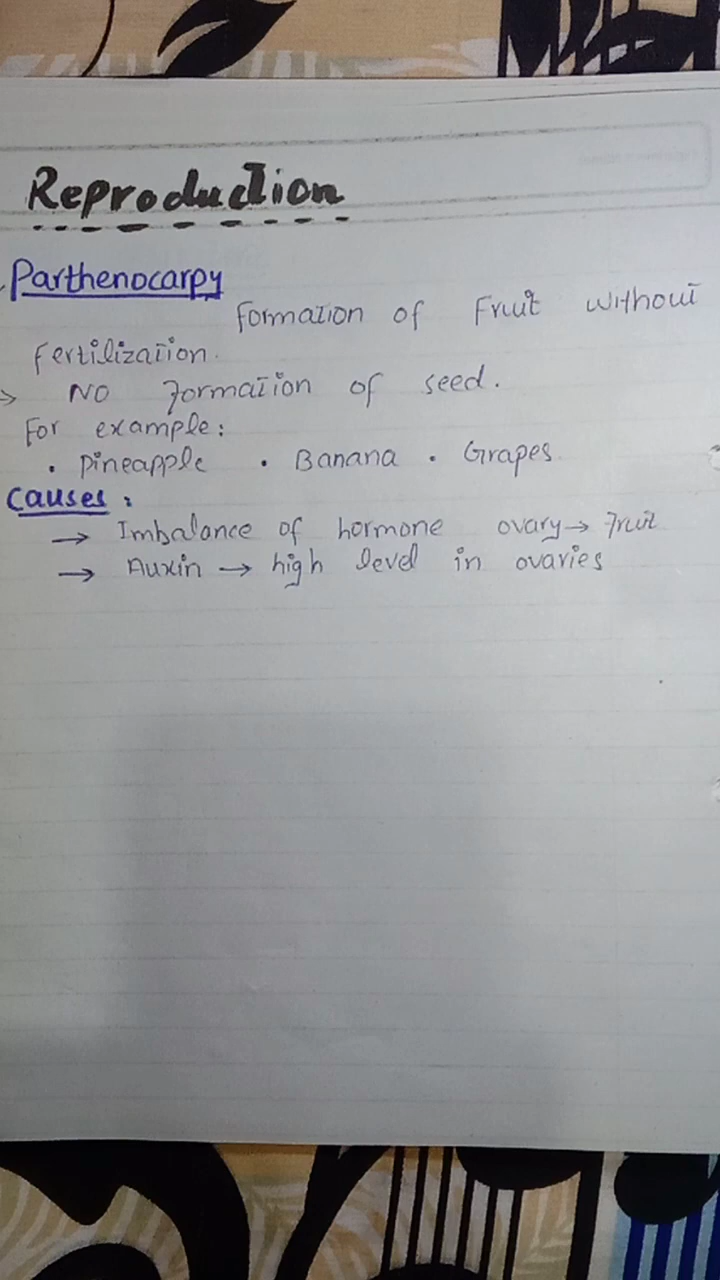 Reproduction
Parthenocarpy
Formation of Fruit without
Fertilization.
> No formation of seed.
For example:
• Pineapple • Banana • Grapes
Causes:
→ Imbalance of hormone ovary → fruit
→ Auxin → high level in ovaries